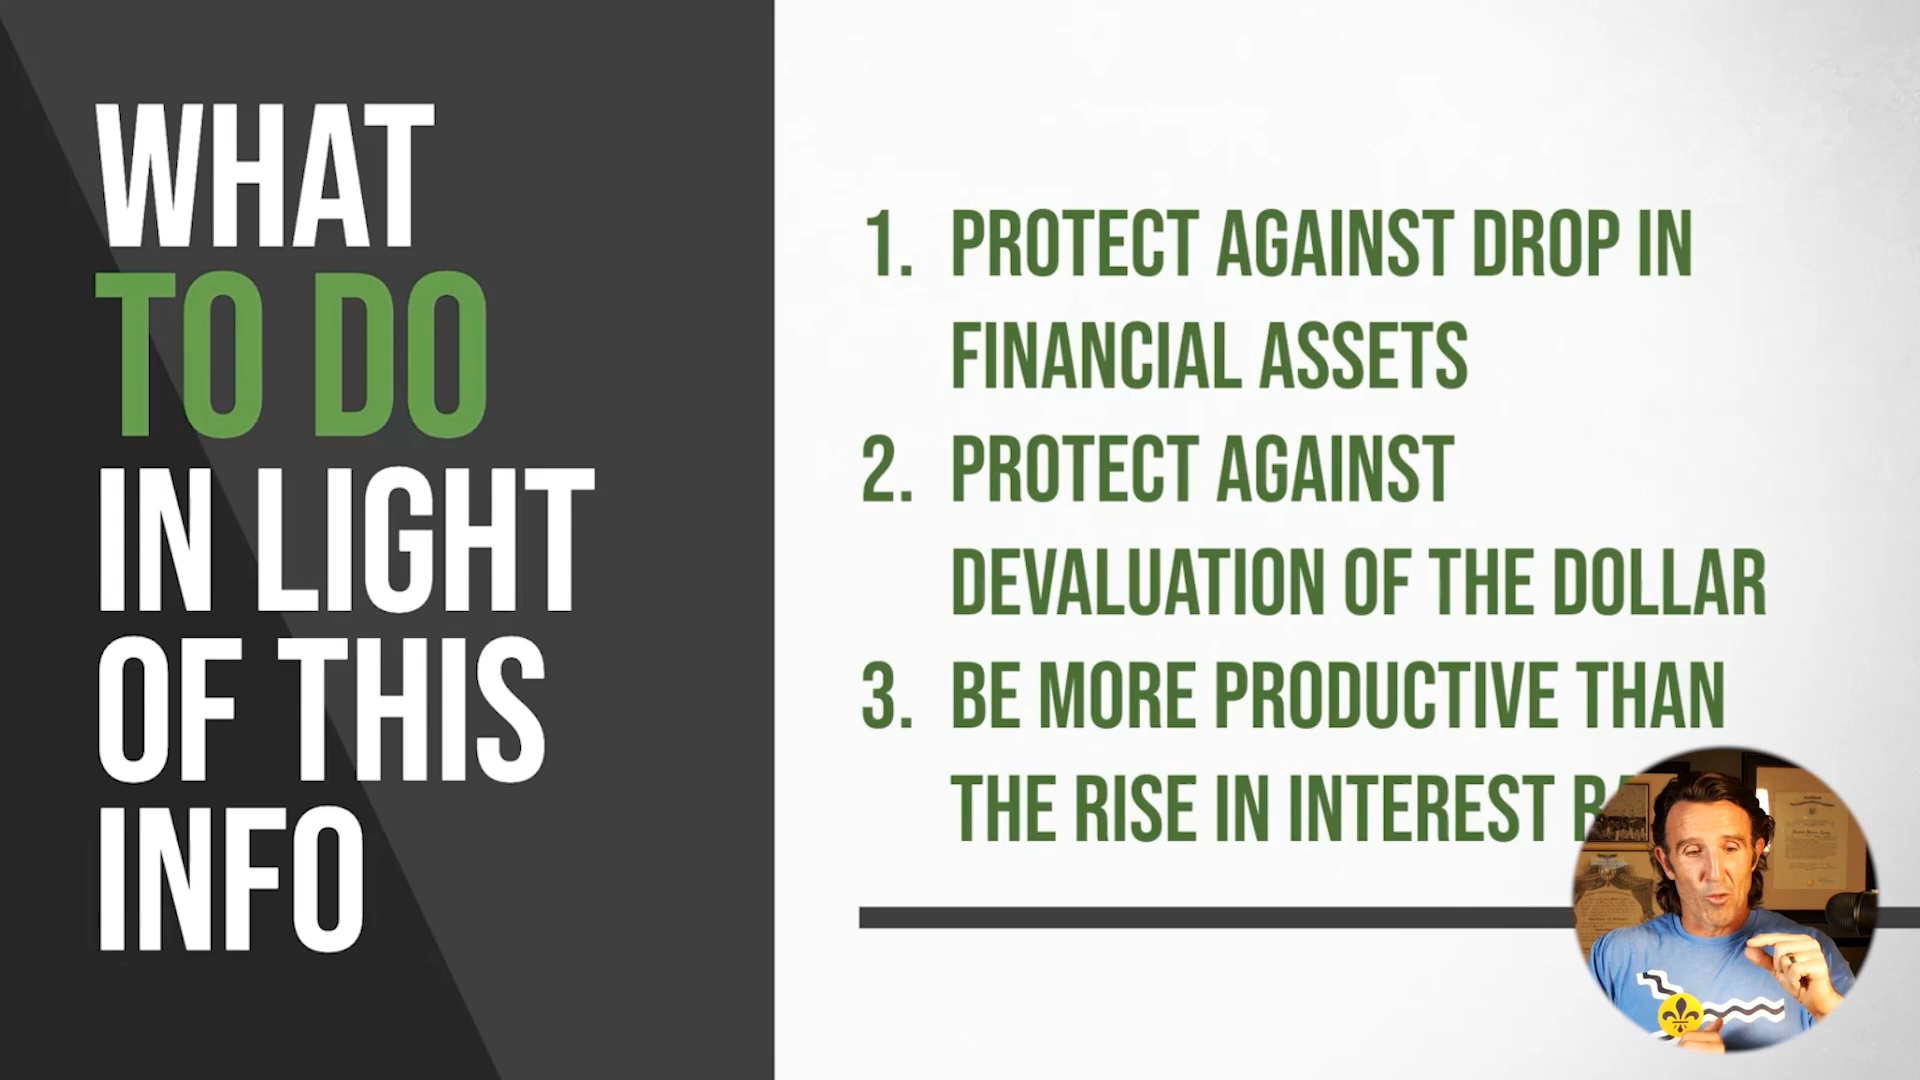 WHAT
TO DO
IN LIGHT
OF THIS
INFO
1. PROTECT AGAINST DROP IN
FINANCIAL ASSETS
2. PROTECT AGAINST
DEVALUATION OF THE DOLLAR
3. BE MORE PRODUCTIVE THAN
THE RISE IN INTEREST